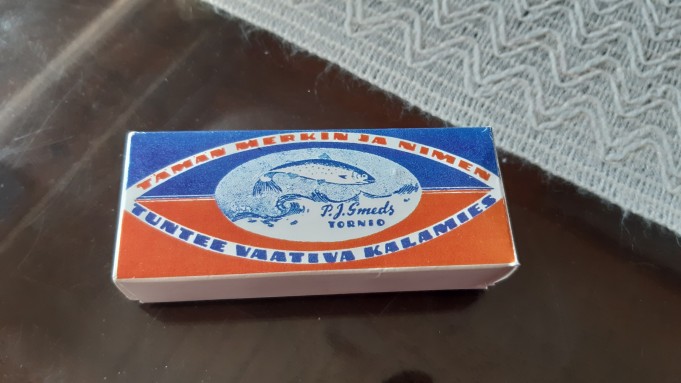 TÄMÄN MERKIN JA NIMEN
P.J.Smeds
TORNIO
TUNTEE VAATIVA KALAMIES